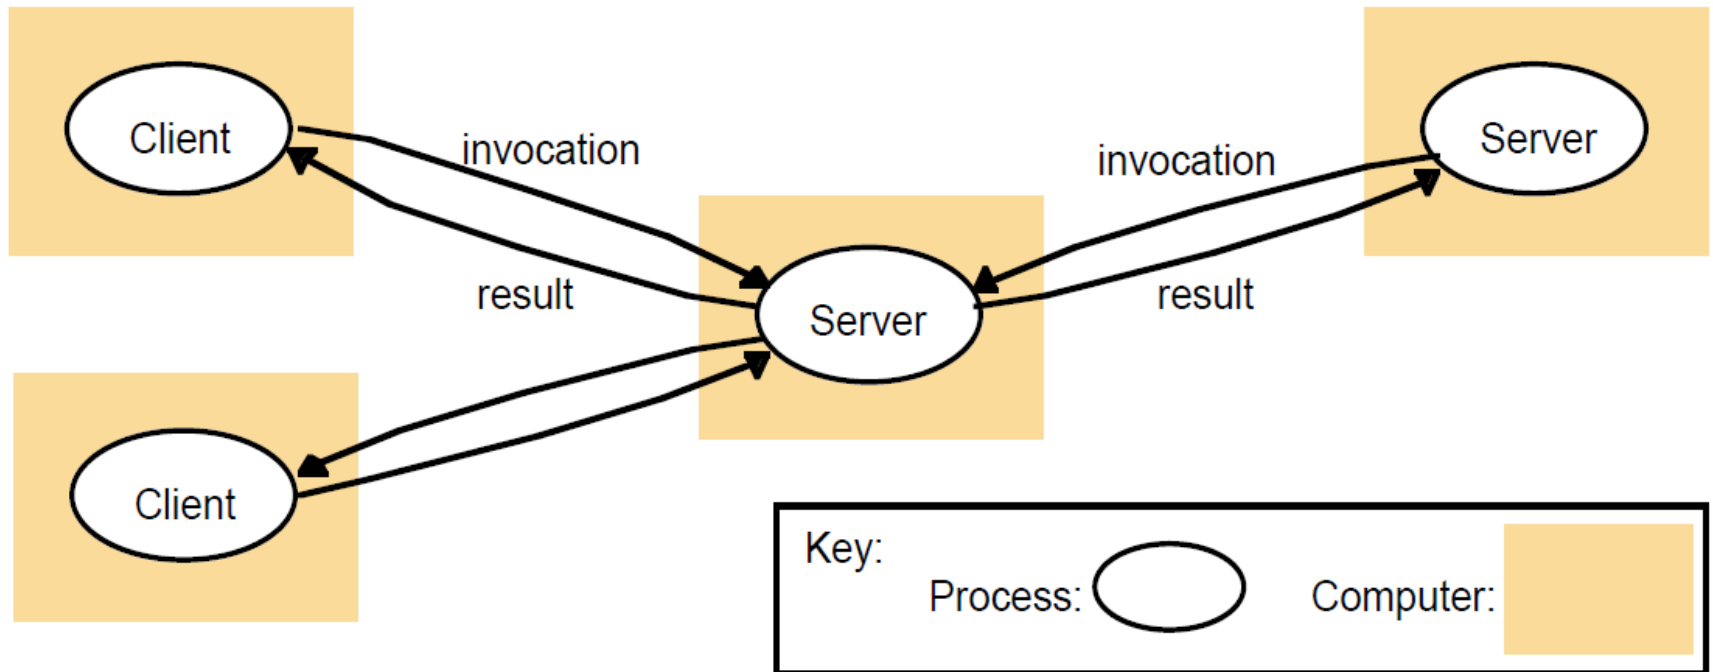 Client
invocation
invocation
Server
result
Server
result
Client
Key:
Process:
Computer: